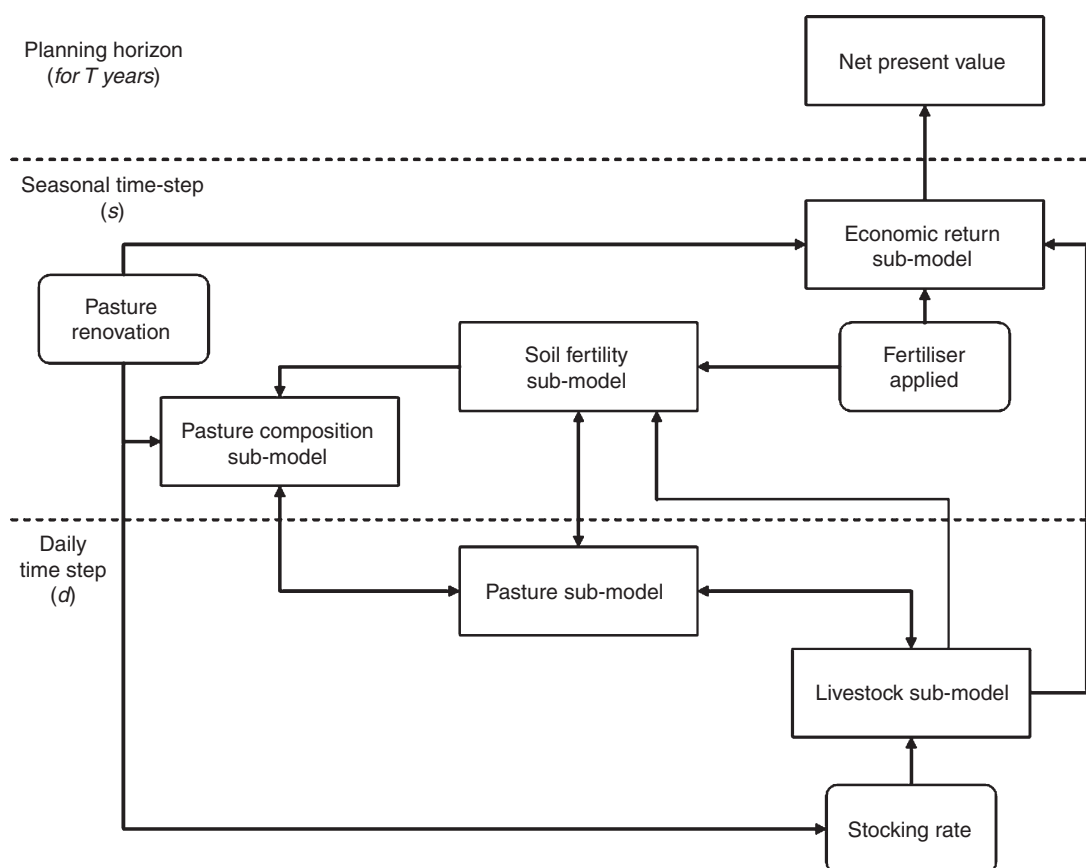 Planning horizon
(for T years)
Net present value
Seasonal time-step
(s)
Economic return
sub-model
Pasture
renovation
Soil fertility
sub-model
Fertiliser
applied
Pasture composition
sub-model
Daily
time step
(d)
Pasture sub-model
Livestock sub-model
Stocking rate